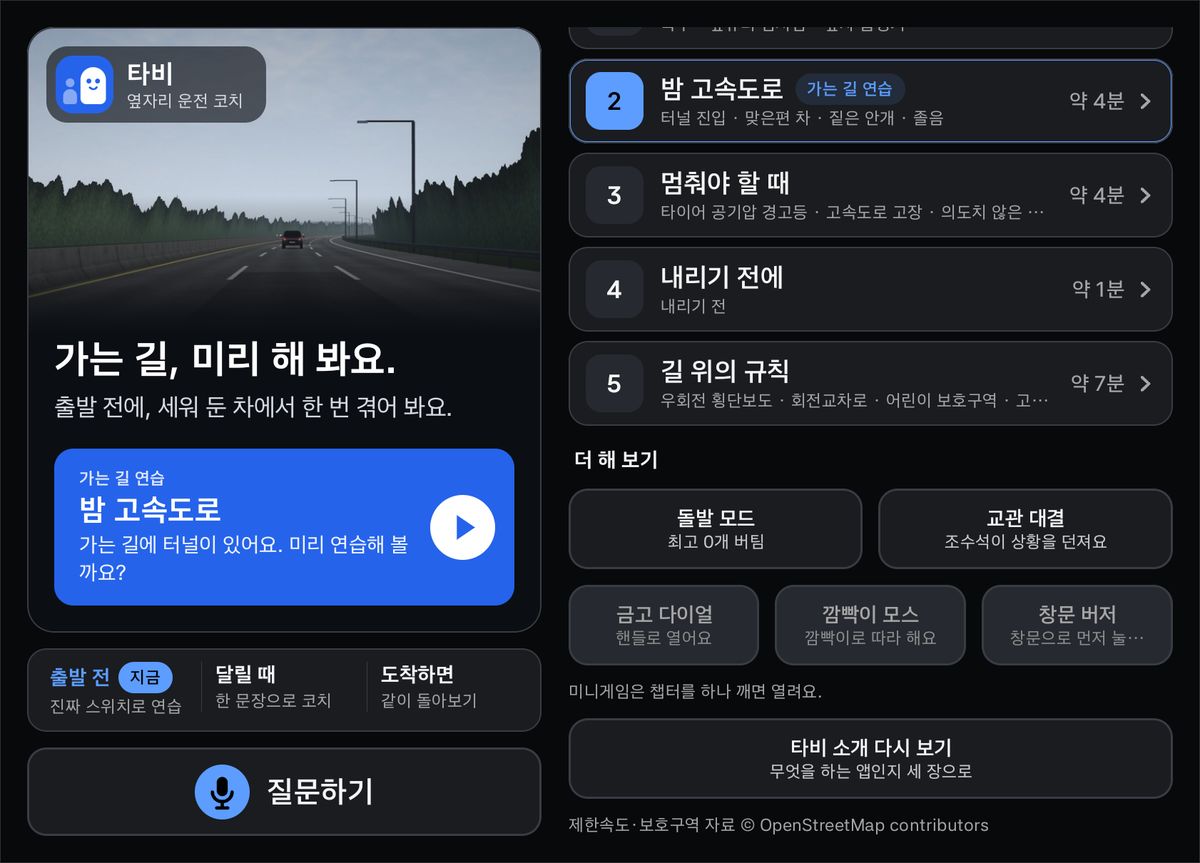 타비
옆자리 운전 코치
가는 길, 미리 해 봐요.
출발 전에, 세워 둔 차에서 한 번 겪어 봐요.
가는 길 연습
밤 고속도로
가는 길에 터널이 있어요. 미리 연습해 볼
까요?
출발 전 지금
진짜 스위치로 연습
달릴 때
한 문장으로 코치
도착하면
같이 돌아보기
질문하기
2
밤 고속도로 가는 길 연습
터널 진입 · 맞은편 차 · 짙은 안개 · 졸음
약 4분
3
멈춰야 할 때
타이어 공기압 경고등 · 고속도로 고장 · 의도치 않은 ···
약 4분
4
내리기 전에
내리기 전
약 1분
5
길 위의 규칙
우회전 횡단보도 · 회전교차로 · 어린이 보호구역 · 고···
약 7분
더 해 보기
돌발 모드
최고 0개 버팀
교관 대결
조수석이 상황을 던져요
금고 다이얼
핸들로 열어요
깜빡이 모스
깜빡이로 따라 해요
창문 버저
창문으로 먼저 눌···
미니게임은 챕터를 하나 깨면 열려요.
타비 소개 다시 보기
무엇을 하는 앱인지 세 장으로
제한속도·보호구역 자료 © OpenStreetMap contributors